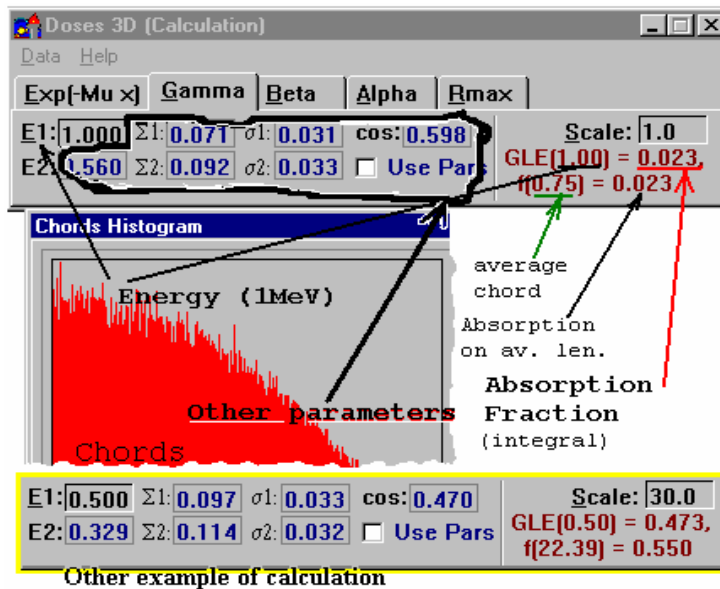 Doses 3D (Calculation)
Data Help
Exp(-Mu x) Gamma Beta Alpha Rmax
E1: 1.000 Σ1: 0.071 σ1: 0.031 cos: 0.598 Scale: 1.0
E2: 0.560 Σ2: 0.092 σ2: 0.033 Use Pars GLE(1.00) = 0.023,
f(0.75) = 0.023
Chords Histogram
average
chord
Energy (1MeV)
Absorption
on av. len.
Absorption
Fraction
(integral)
Other parameters
Chords
E1: 0.500 Σ1: 0.097 σ1: 0.033 cos: 0.470 Scale: 30.0
E2: 0.329 Σ2: 0.114 σ2: 0.032 Use Pars GLE(0.50) = 0.473,
f(22.39) = 0.550
Other example of calculation